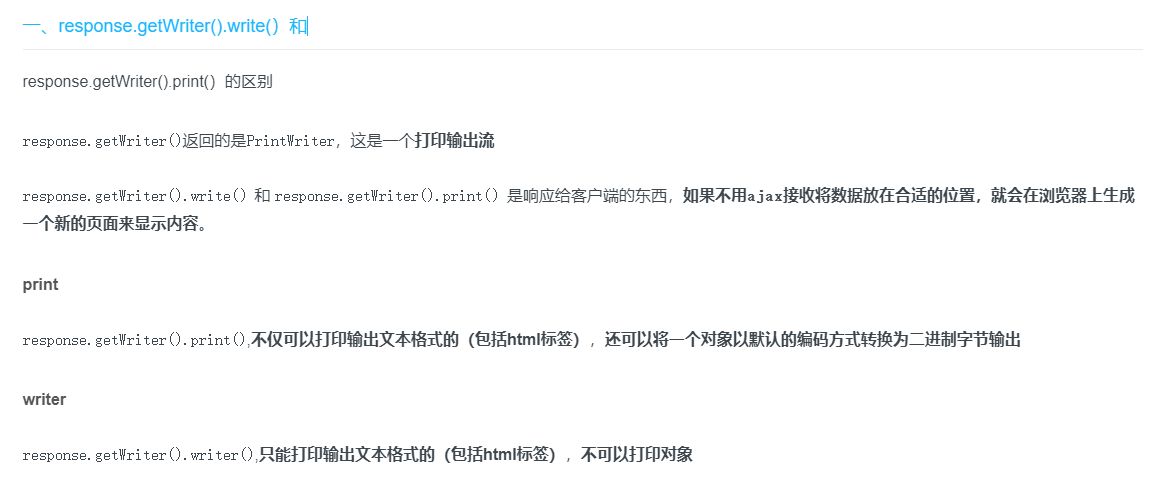 一、response.getWriter().write(）和
response.getWriter().print(）的区别
response.getWriter()返回的是PrintWriter，这是一个打印输出流
response.getWriter().write() 和 response.getWriter().print() 是响应给客户端的东西，如果不用ajax接收将数据放在合适的位置，就会在浏览器上生成
一个新的页面来显示内容。
print
response.getWriter().print(),不仅可以打印输出文本格式的（包括html标签），还可以将一个对象以默认的编码方式转换为二进制字节输出
writer
response.getWriter().writer(),只能打印输出文本格式的（包括html标签），不可以打印对象